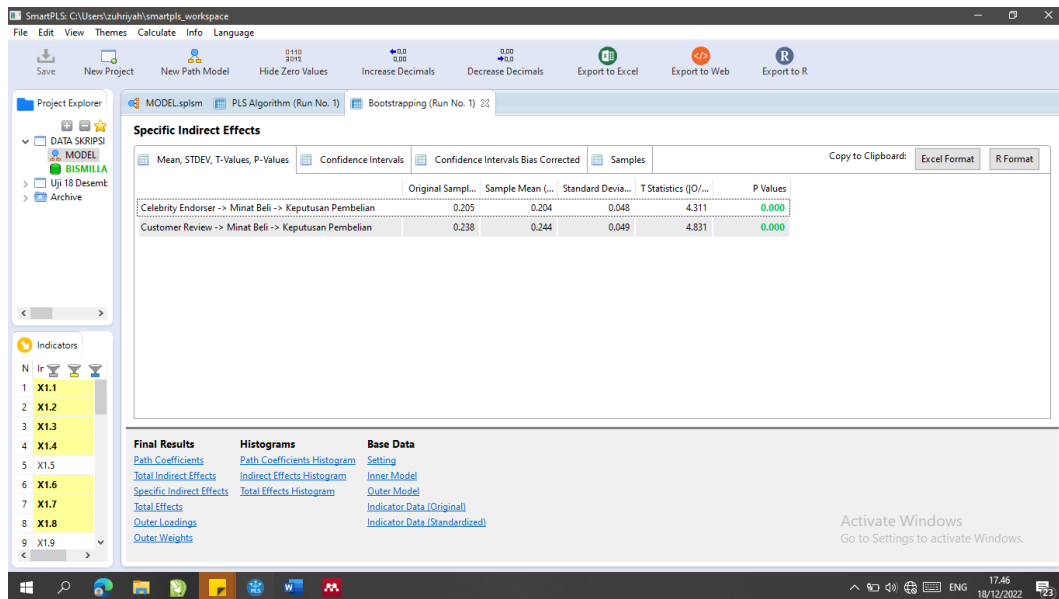 SmartPLS: C:\Users\zuhriyah\smartpls_workspace
File Edit View Themes Calculate Info Language
Save New Project New Path Model Hide Zero Values Increase Decimals Decrease Decimals Export to Excel Export to Web Export to R
Project Explorer
DATA SKRIPSI
MODEL
BISMILLA
Uji 18 Desemb
Archive
MODEL.splsm PLS Algorithm (Run No. 1) Bootstrapping (Run No. 1)
Specific Indirect Effects
Mean, STDEV, T-Values, P-Values Confidence Intervals Confidence Intervals Bias Corrected Samples Copy to Clipboard: Excel Format R Format
Original Sampl... Sample Mean (... Standard Devia... T Statistics (|O/... P Values
Celebrity Endorser -> Minat Beli -> Keputusan Pembelian 0.205 0.204 0.048 4.311 0.000
Customer Review -> Minat Beli -> Keputusan Pembelian 0.238 0.244 0.049 4.831 0.000
Indicators
N
1 X1.1
2 X1.2
3 X1.3
4 X1.4
5 X1.5
6 X1.6
7 X1.7
8 X1.8
9 X1.9
Final Results Histograms Base Data
Path Coefficients Path Coefficients Histogram Setting
Total Indirect Effects Indirect Effects Histogram Inner Model
Specific Indirect Effects Total Effects Histogram Outer Model
Total Effects Indicator Data (Original)
Outer Loadings Indicator Data (Standardized)
Outer Weights
Activate Windows
Go to Settings to activate Windows.
ENG 17.46
18/12/2022 23